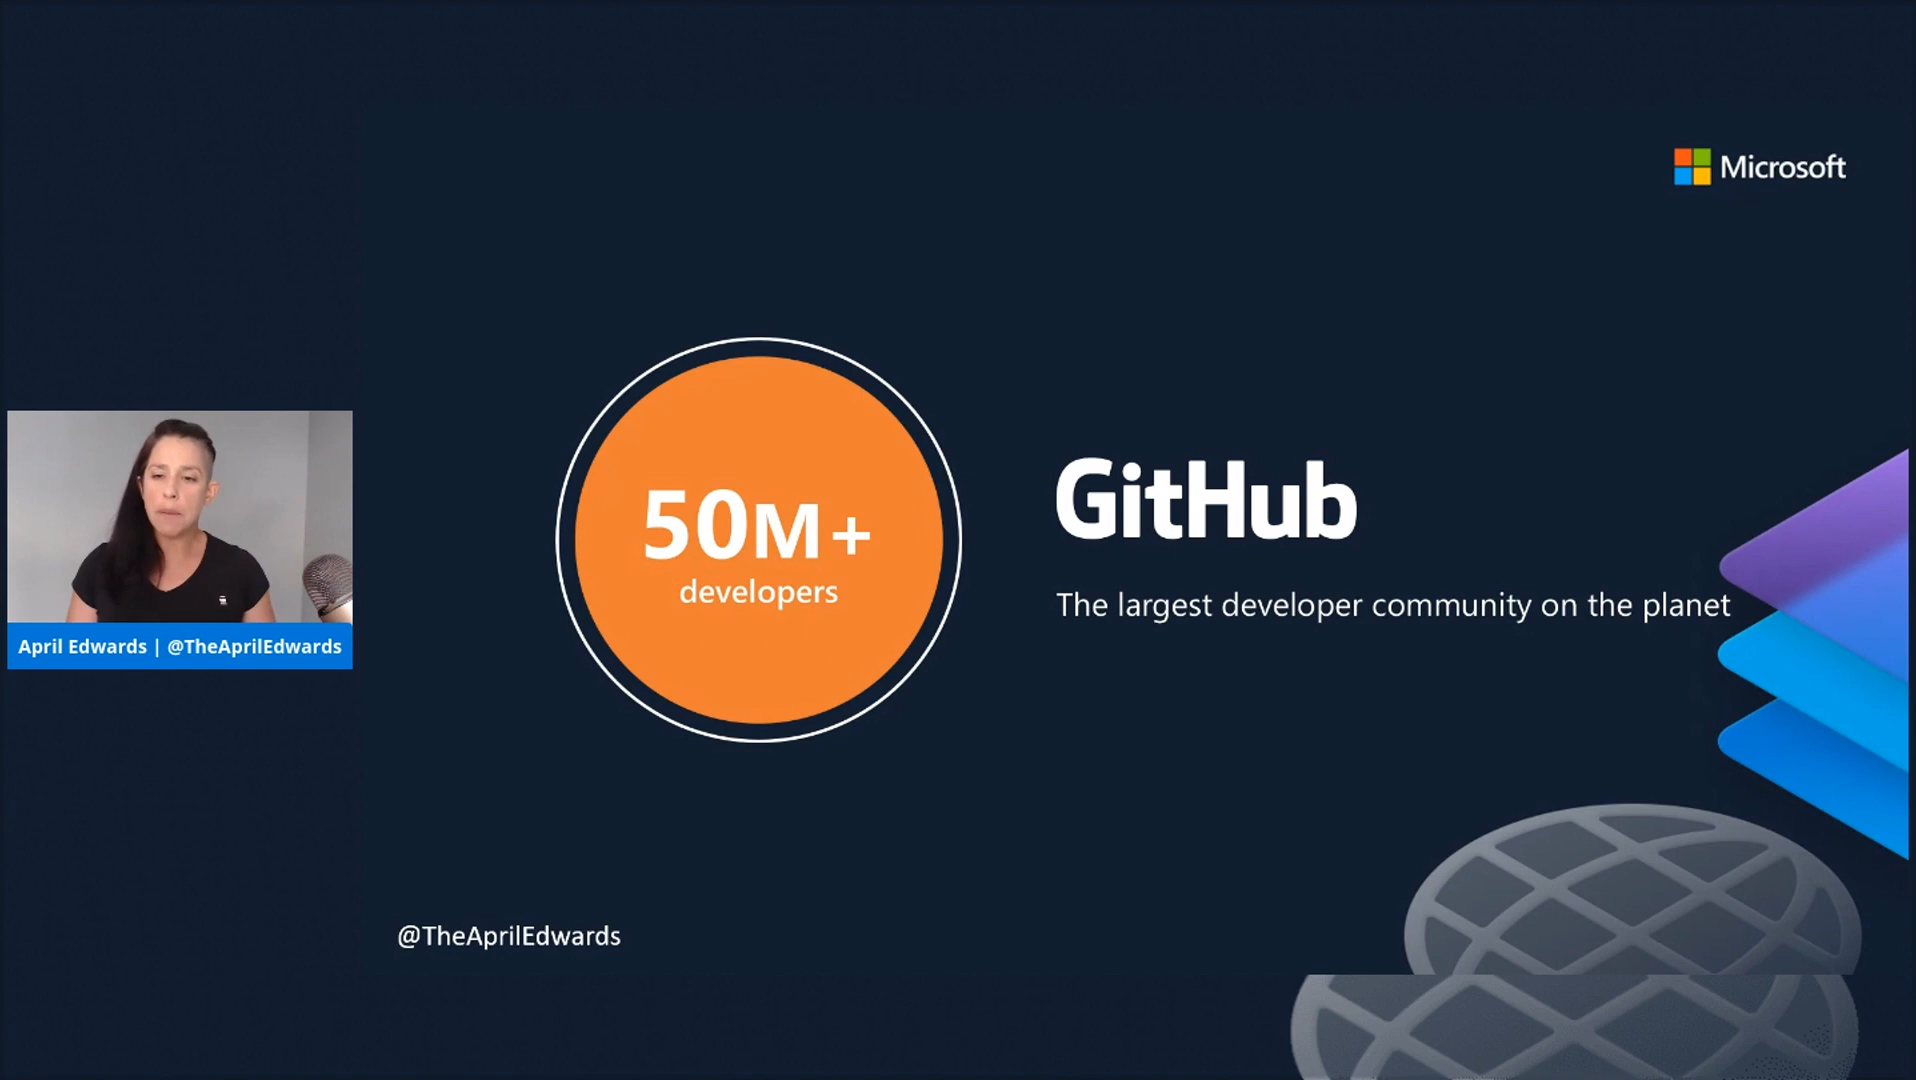 Microsoft
50M+
developers
GitHub
The largest developer community on the planet
April Edwards | @TheAprilEdwards
@TheAprilEdwards